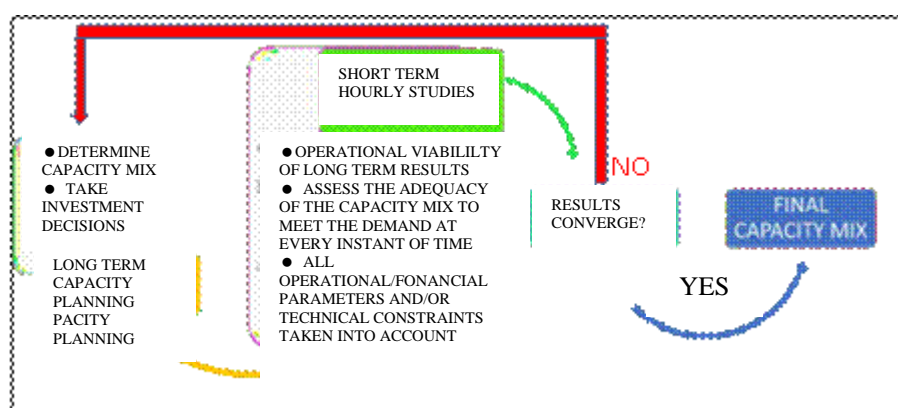 SHORT TERM
HOURLY STUDIES
●DETERMINE
CAPACITY MIX
● TAKE
INVESTMENT
DECISIONS
LONG TERM
CAPACITY
PLANNING
PACITY
PLANNING
●OPERATIONAL VIABILILTY
OF LONG TERM RESULTS
● ASSESS THE ADEQUACY
OF THE CAPACITY MIX TO
MEET THE DEMAND AT
EVERY INSTANT OF TIME
● ALL
OPERATIONAL/FONANCIAL
PARAMETERS AND/OR
TECHNICAL CONSTRAINTS
TAKEN INTO ACCOUNT
NO
RESULTS
CONVERGE?
YES
FINAL
CAPACITY MIX